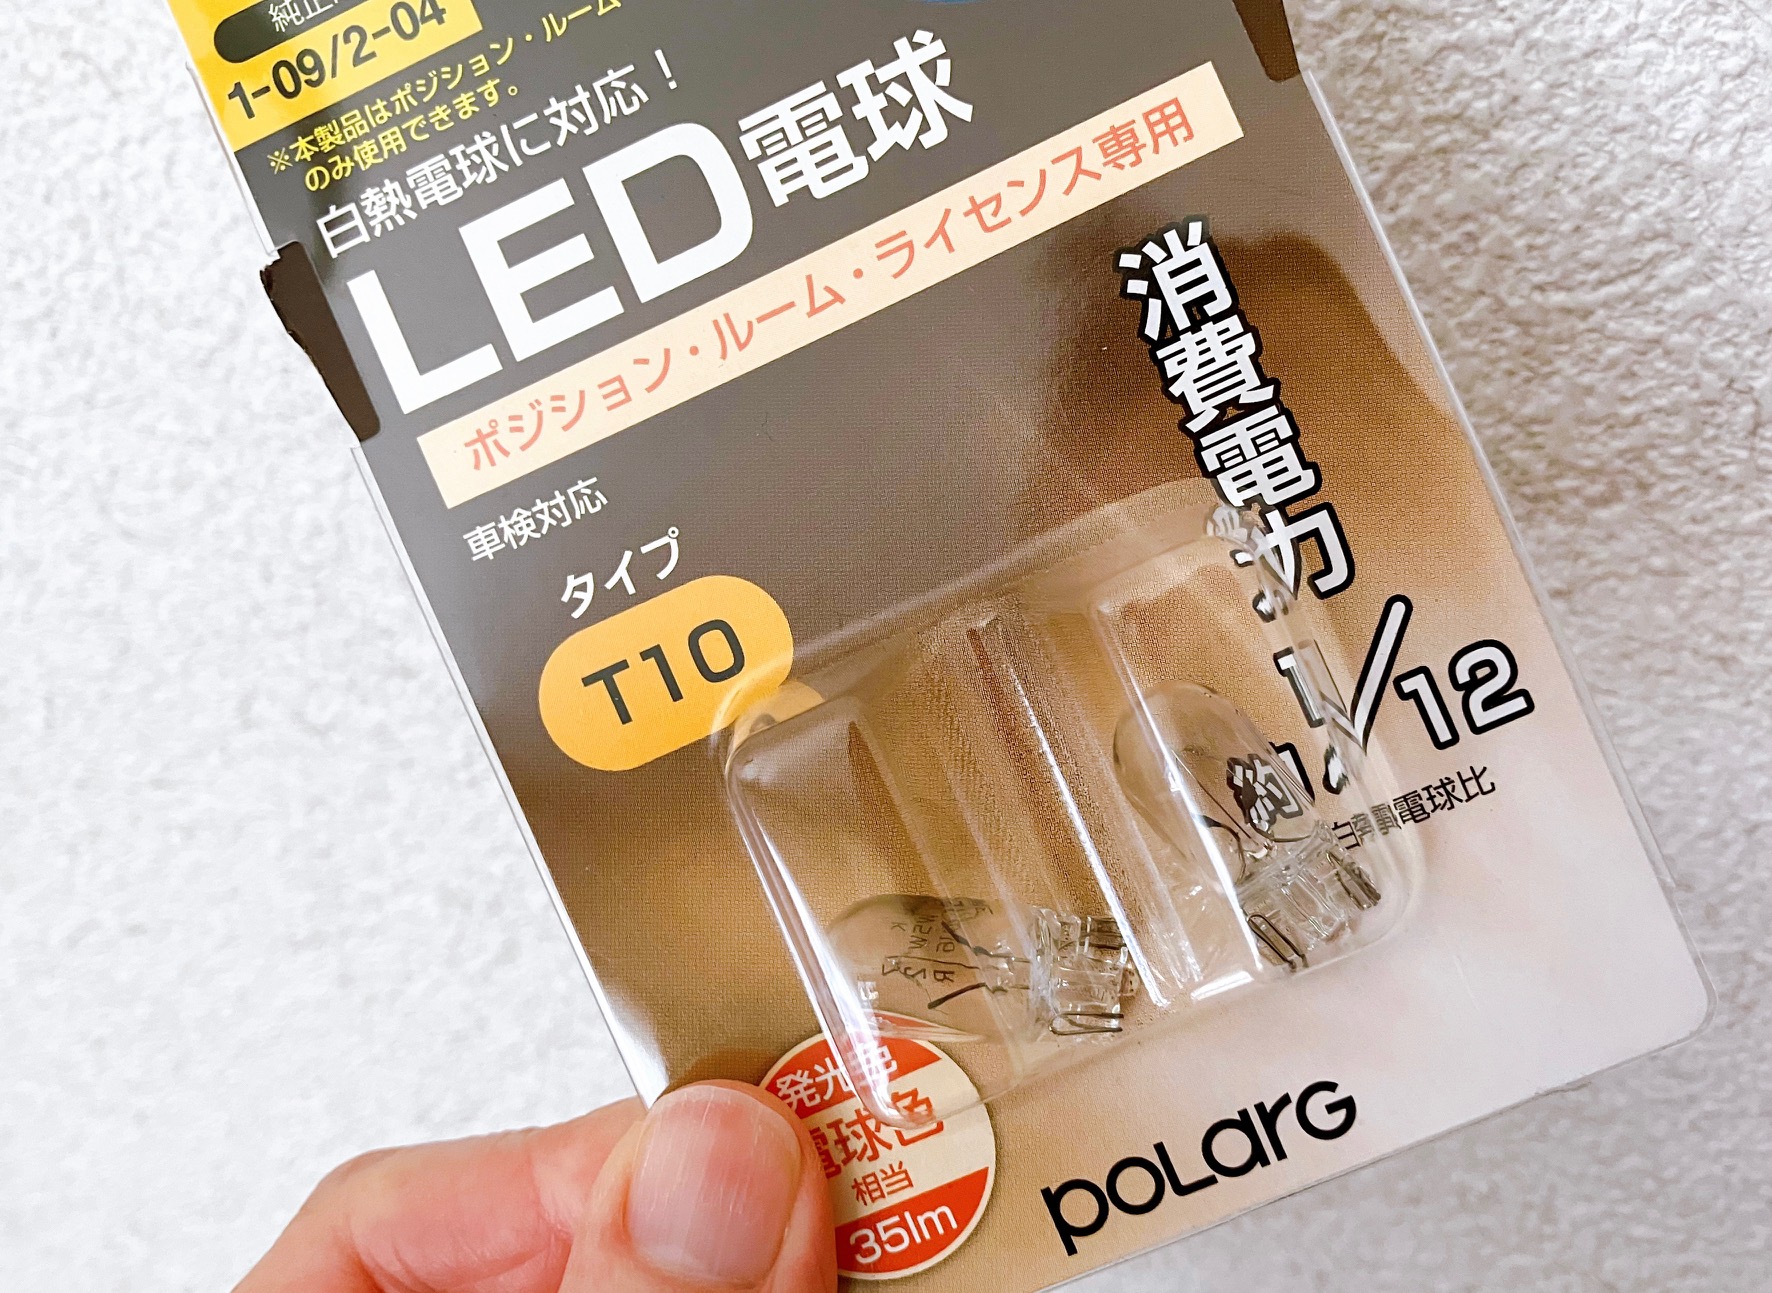 純正
1-09/2-04
※本製品はポジション・ルーム
のみ使用できます。
白熱電球に対応！
LED電球
ポジション・ルーム・ライセンス専用
車検対応
タイプ
T10
消費電力
約1/12
白熱電球比
W5W
発光色
電球色
相当
35lm
POLARG